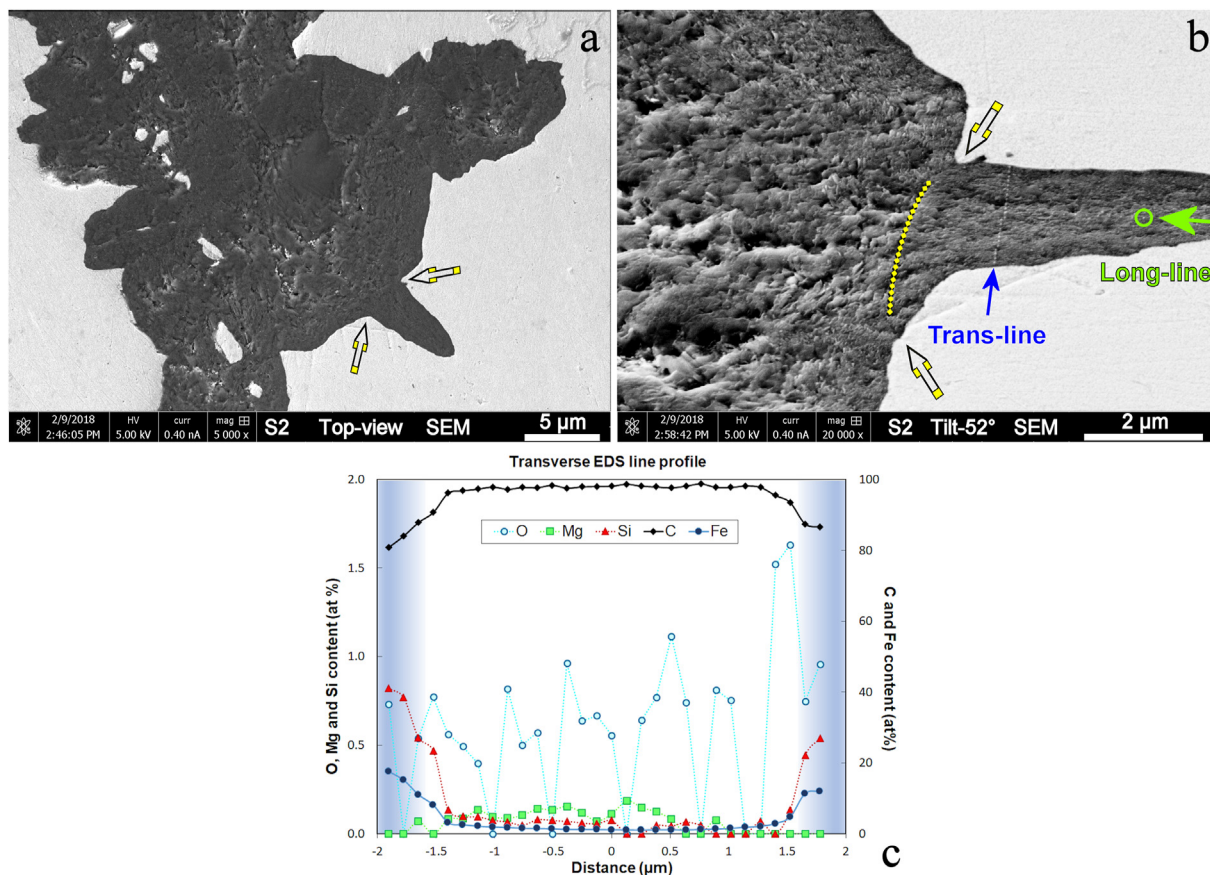 a
2/9/2018 HV curr mag
2:46:05 PM 5.00 kV 0.40 nA 5 000 x S2 Top-view SEM 5 µm
b
Long-line
Trans-line
2/9/2018 HV curr mag
2:58:42 PM 5.00 kV 0.40 nA 20 000 x S2 Tilt-52° SEM 2 µm
Transverse EDS line profile
O Mg Si C Fe
O, Mg and Si content (at %)
2.0
1.5
1.0
0.5
0.0
C and Fe content (at%)
100
80
60
40
20
0
-2 -1.5 -1 -0.5 0 0.5 1 1.5 2
Distance (µm)
c